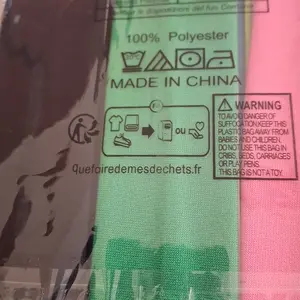 100% Polyester
MADE IN CHINA
FR
ou
quefairedemesdechets.fr
WARNING
TO AVOID DANGER OF
SUFFOCATION KEEP THIS
PLASTIC BAG AWAY FROM
BABIES AND CHILDREN.
DO NOT USE THIS BAG IN
CRIBS, BEDS, CARRIAGES
OR PLAY PENS.
THIS BAG IS NOT A TOY.